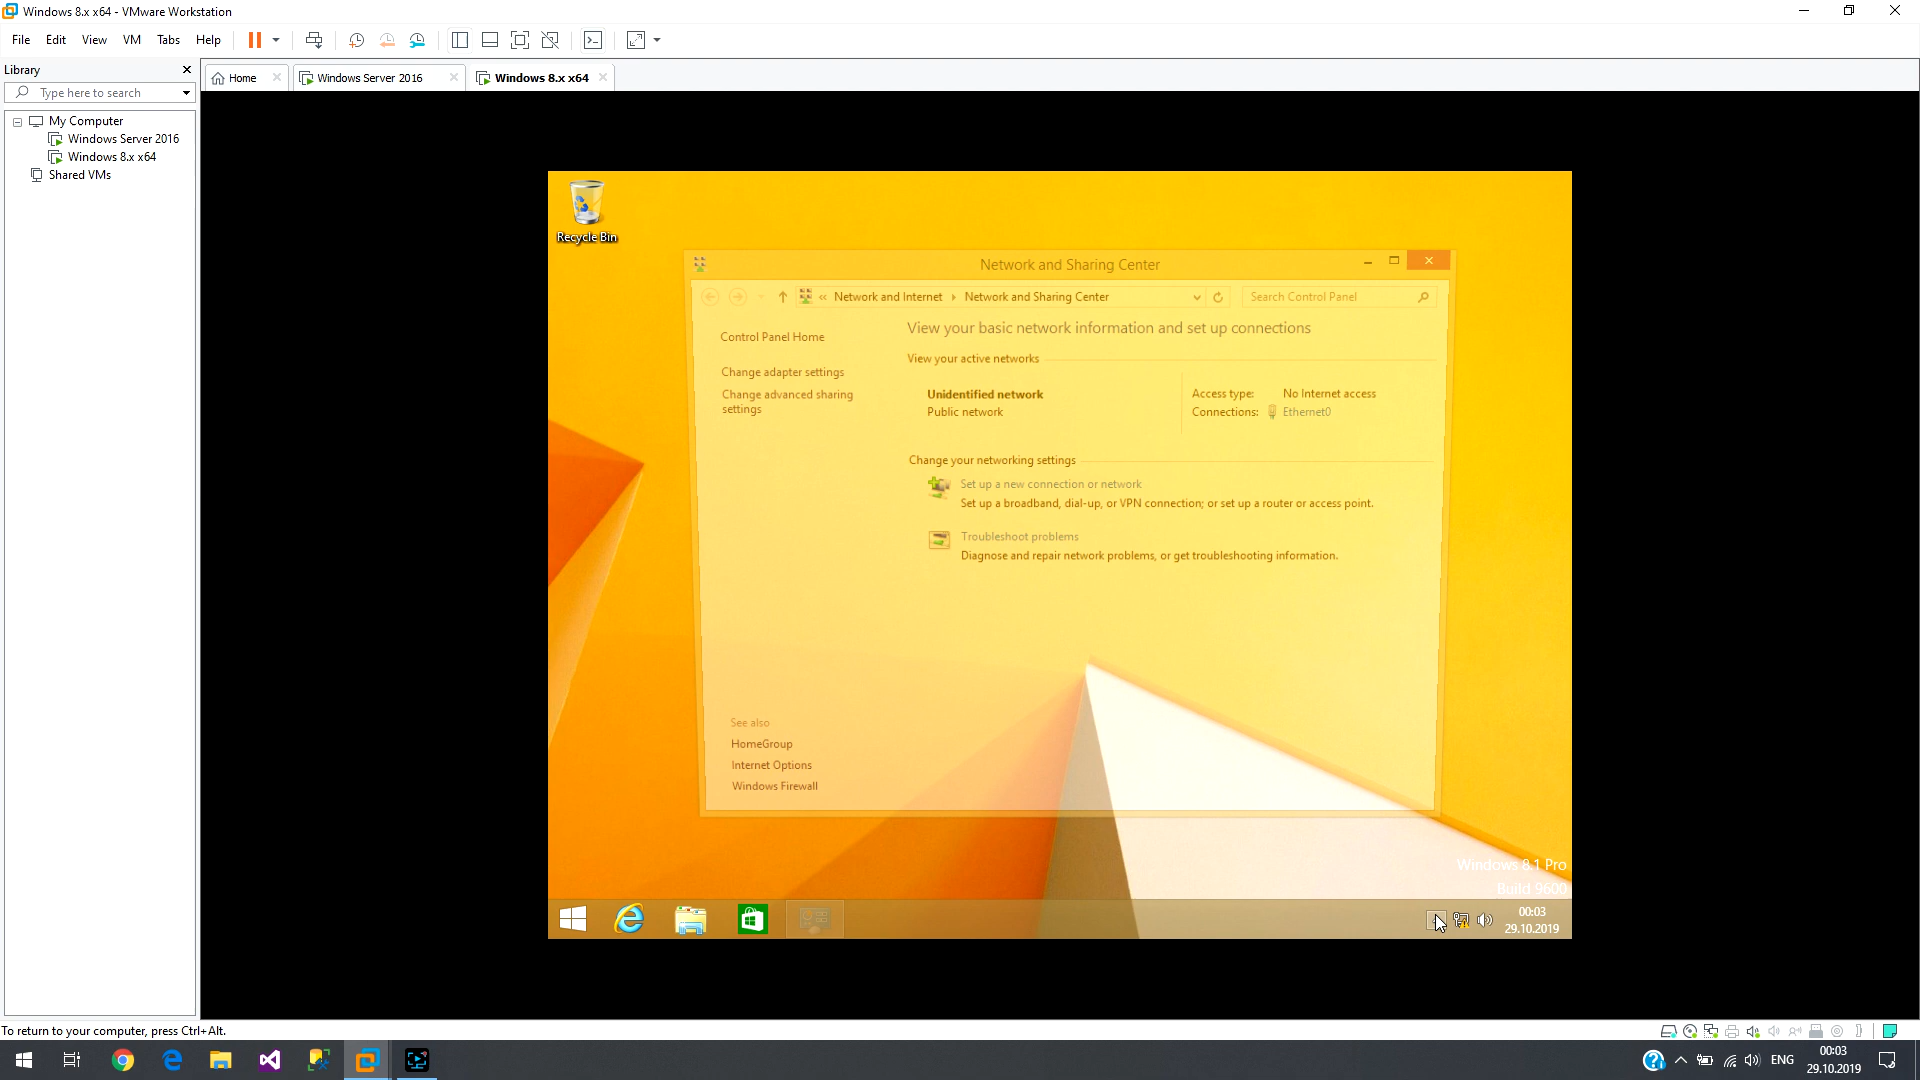 Windows 8.x x64 - VMware Workstation
File Edit View VM Tabs Help
Library
Home
Windows Server 2016
Windows 8.x x64
Type here to search
My Computer
Windows Server 2016
Windows 8.x x64
Shared VMs
Recycle Bin
Network and Sharing Center
« Network and Internet Network and Sharing Center
Search Control Panel
Control Panel Home
Change adapter settings
Change advanced sharing
settings
View your basic network information and set up connections
View your active networks
Unidentified network
Public network
Access type: No Internet access
Connections: Ethernet0
Change your networking settings
Set up a new connection or network
Set up a broadband, dial-up, or VPN connection; or set up a router or access point.
Troubleshoot problems
Diagnose and repair network problems, or get troubleshooting information.
See also
HomeGroup
Internet Options
Windows Firewall
Windows 8.1 Pro
Build 9600
00:03
29.10.2019
To return to your computer, press Ctrl+Alt.
ENG
00:03
29.10.2019